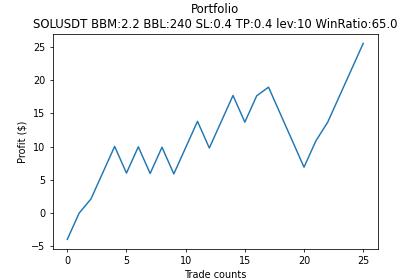 Portfolio
SOLUSDT BBM:2.2 BBL:240 SL:0.4 TP:0.4 lev:10 WinRatio:65.0
25
20
15
10
5
0
−5
Profit ($)
0 5 10 15 20 25
Trade counts